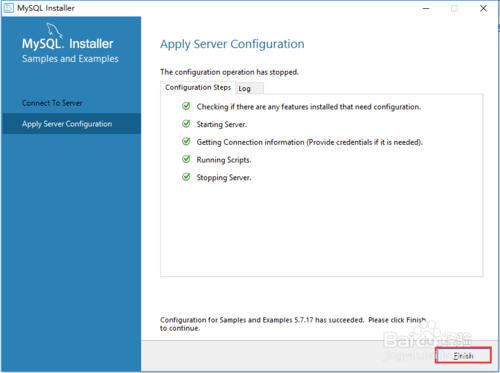 MySQL Installer
MySQL. Installer
Samples and Examples
Connect To Server
Apply Server Configuration
Apply Server Configuration
The configuration operation has stopped.
Configuration Steps Log
Checking if there are any features installed that need configuration.
Starting Server.
Getting Connection information (Provide credentials if it is needed).
Running Scripts.
Stopping Server.
Configuration for Samples and Examples 5.7.17 has succeeded. Please click Finish
to continue.
Bai 经验
Finish